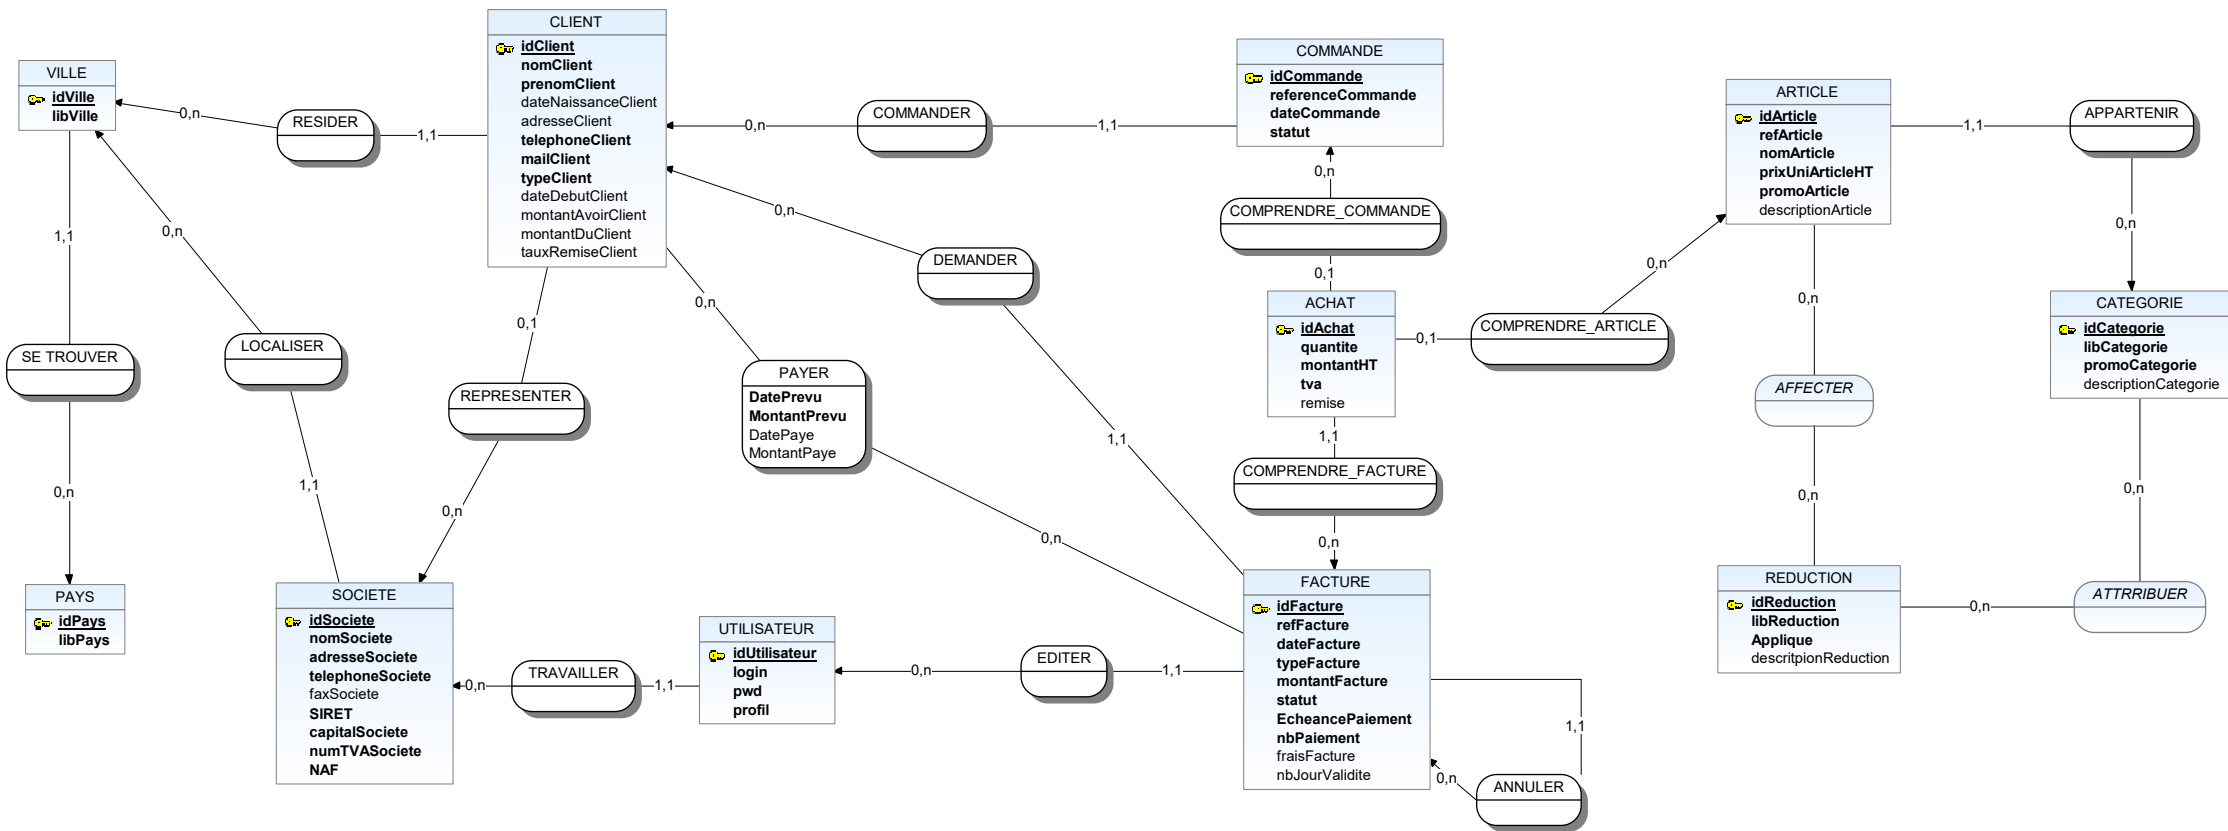 CLIENT
idClient
nomClient
prenomClient
dateNaissanceClient
adresseClient
telephoneClient
mailClient
typeClient
dateDebutClient
montantAvoirClient
montantDuClient
tauxRemiseClient
VILLE
idVille
libVille
0,n
RESIDER
1,1
0,n
COMMANDER
1,1
COMMANDE
idCommande
referenceCommande
dateCommande
statut
ARTICLE
idArticle
refArticle
nomArticle
prixUniArticleHT
promoArticle
descriptionArticle
1,1
APPARTENIR
0,n
0,n
COMPRENDRE_COMMANDE
0,1
1,1
0,n
0,n
DEMANDER
1,1
0,n
ACHAT
idAchat
quantite
montantHT
tva
remise
0,1
COMPRENDRE_ARTICLE
0,n
CATEGORIE
idCategorie
libCategorie
promoCategorie
descriptionCategorie
0,n
SE TROUVER
LOCALISER
0,1
REPRESENTER
0,n
PAYER
DatePrevu
MontantPrevu
DatePaye
MontantPaye
0,n
0,n
AFFECTER
0,n
1,1
COMPRENDRE_FACTURE
0,n
0,n
1,1
PAYS
idPays
libPays
SOCIETE
idSociete
nomSociete
adresseSociete
telephoneSociete
faxSociete
SIRET
capitalSociete
numTVASociete
NAF
0,n
TRAVAILLER
1,1
UTILISATEUR
idUtilisateur
login
pwd
profil
0,n
EDITER
1,1
FACTURE
idFacture
refFacture
dateFacture
typeFacture
montantFacture
statut
EcheancePaiement
nbPaiement
fraisFacture
nbJourValidite
1,1
0,n
ANNULER
REDUCTION
idReduction
libReduction
Applique
descritpionReduction
0,n
ATTRRIBUER